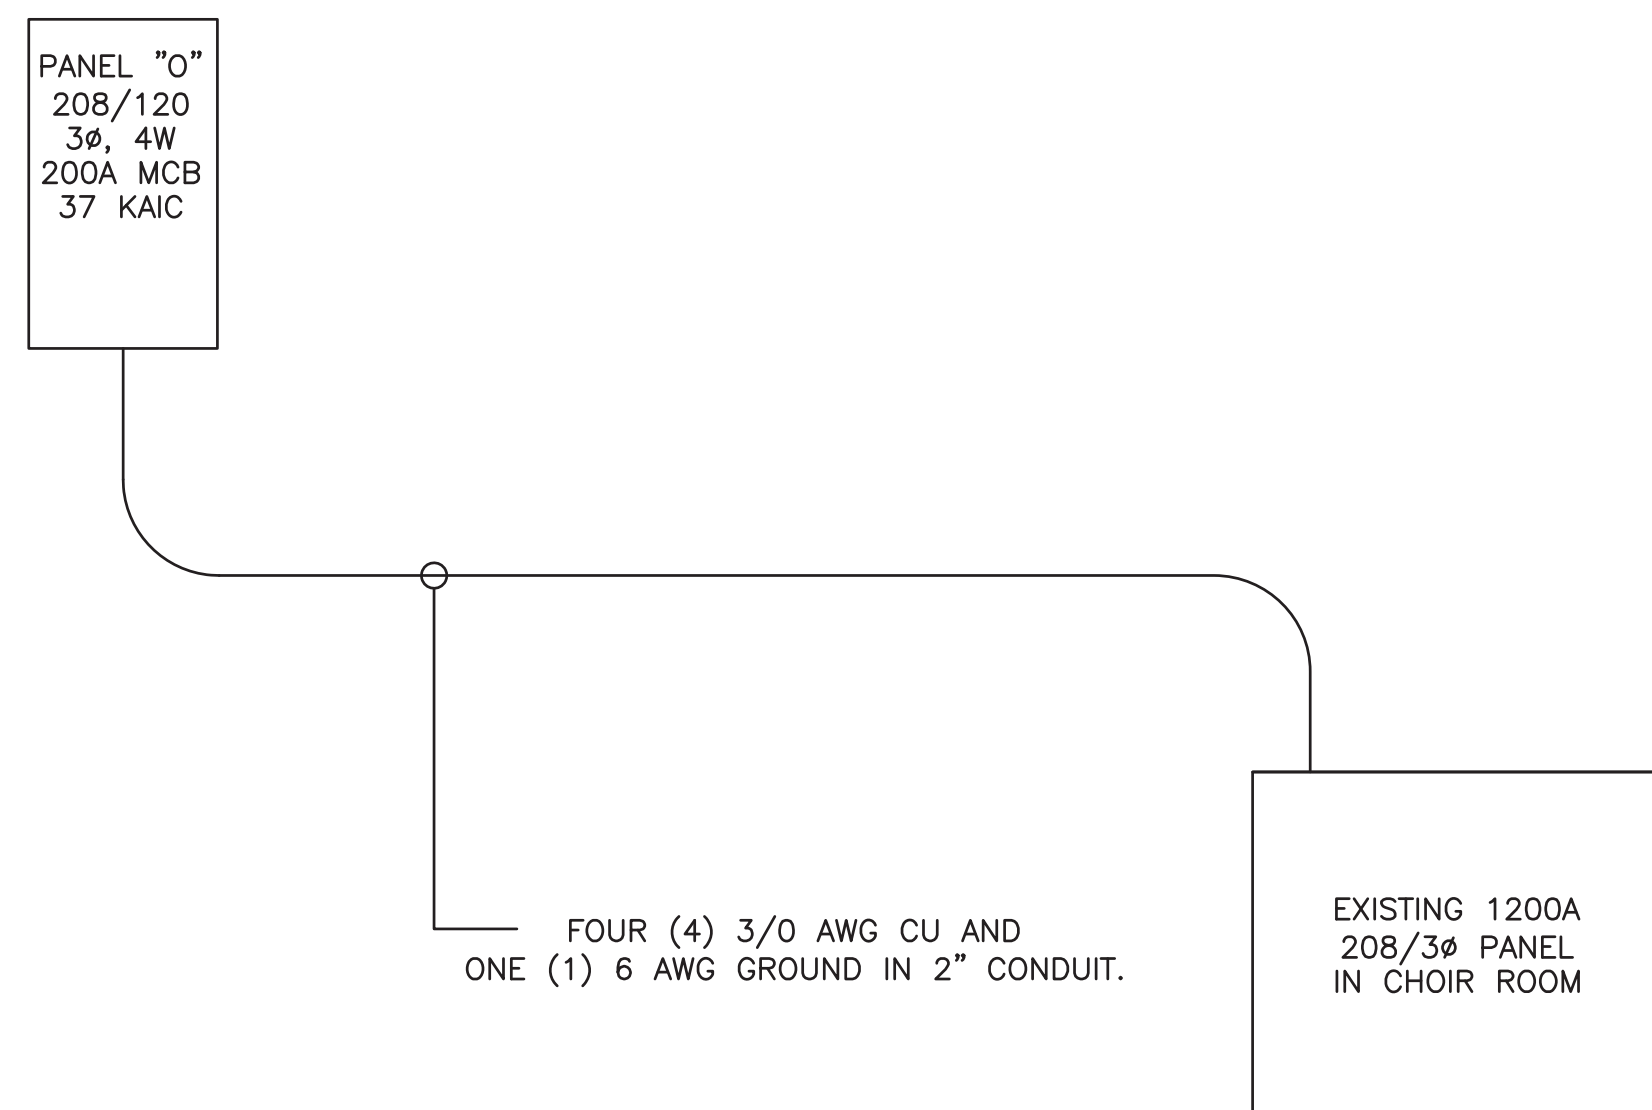 PANEL "O"
208/120
3ø, 4W
200A MCB
37 KAIC
FOUR (4) 3/0 AWG CU AND
ONE (1) 6 AWG GROUND IN 2" CONDUIT.
EXISTING 1200A
208/3ø PANEL
IN CHOIR ROOM